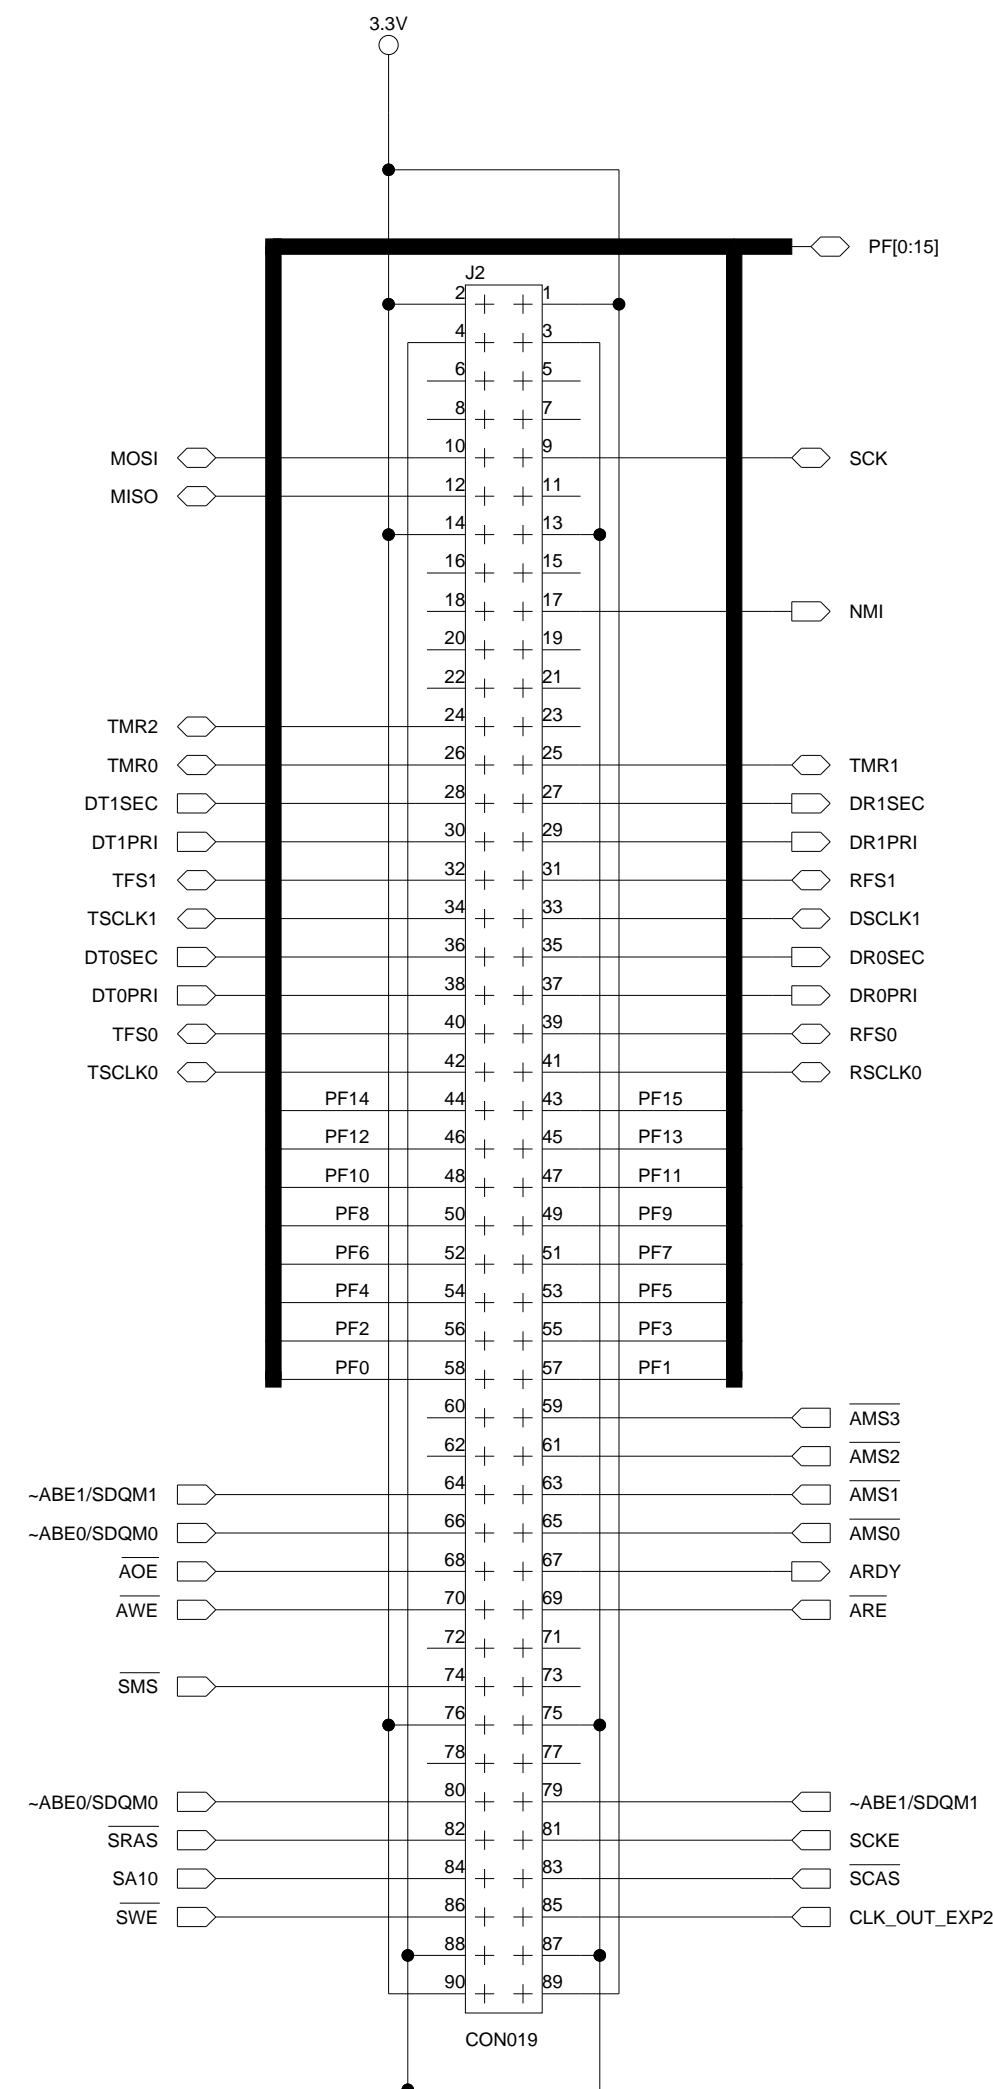 3.3V
PF[0:15]
J2
2 1
4 3
6 5
8 7
MOSI 10 9 SCK
MISO 12 11
14 13
16 15
18 17 NMI
20 19
22 21
TMR2 24 23
TMR0 26 25 TMR1
DT1SEC 28 27 DR1SEC
DT1PRI 30 29 DR1PRI
TFS1 32 31 RFS1
TSCLK1 34 33 DSCLK1
DT0SEC 36 35 DR0SEC
DT0PRI 38 37 DR0PRI
TFS0 40 39 RFS0
TSCLK0 42 41 RSCLK0
PF14 44 43 PF15
PF12 46 45 PF13
PF10 48 47 PF11
PF8 50 49 PF9
PF6 52 51 PF7
PF4 54 53 PF5
PF2 56 55 PF3
PF0 58 57 PF1
60 59 AMS3
62 61 AMS2
~ABE1/SDQM1 64 63 AMS1
~ABE0/SDQM0 66 65 AMS0
AOE 68 67 ARDY
AWE 70 69 ARE
72 71
SMS 74 73
76 75
78 77
~ABE0/SDQM0 80 79 ~ABE1/SDQM1
SRAS 82 81 SCKE
SA10 84 83 SCAS
SWE 86 85 CLK_OUT_EXP2
88 87
90 89
CON019